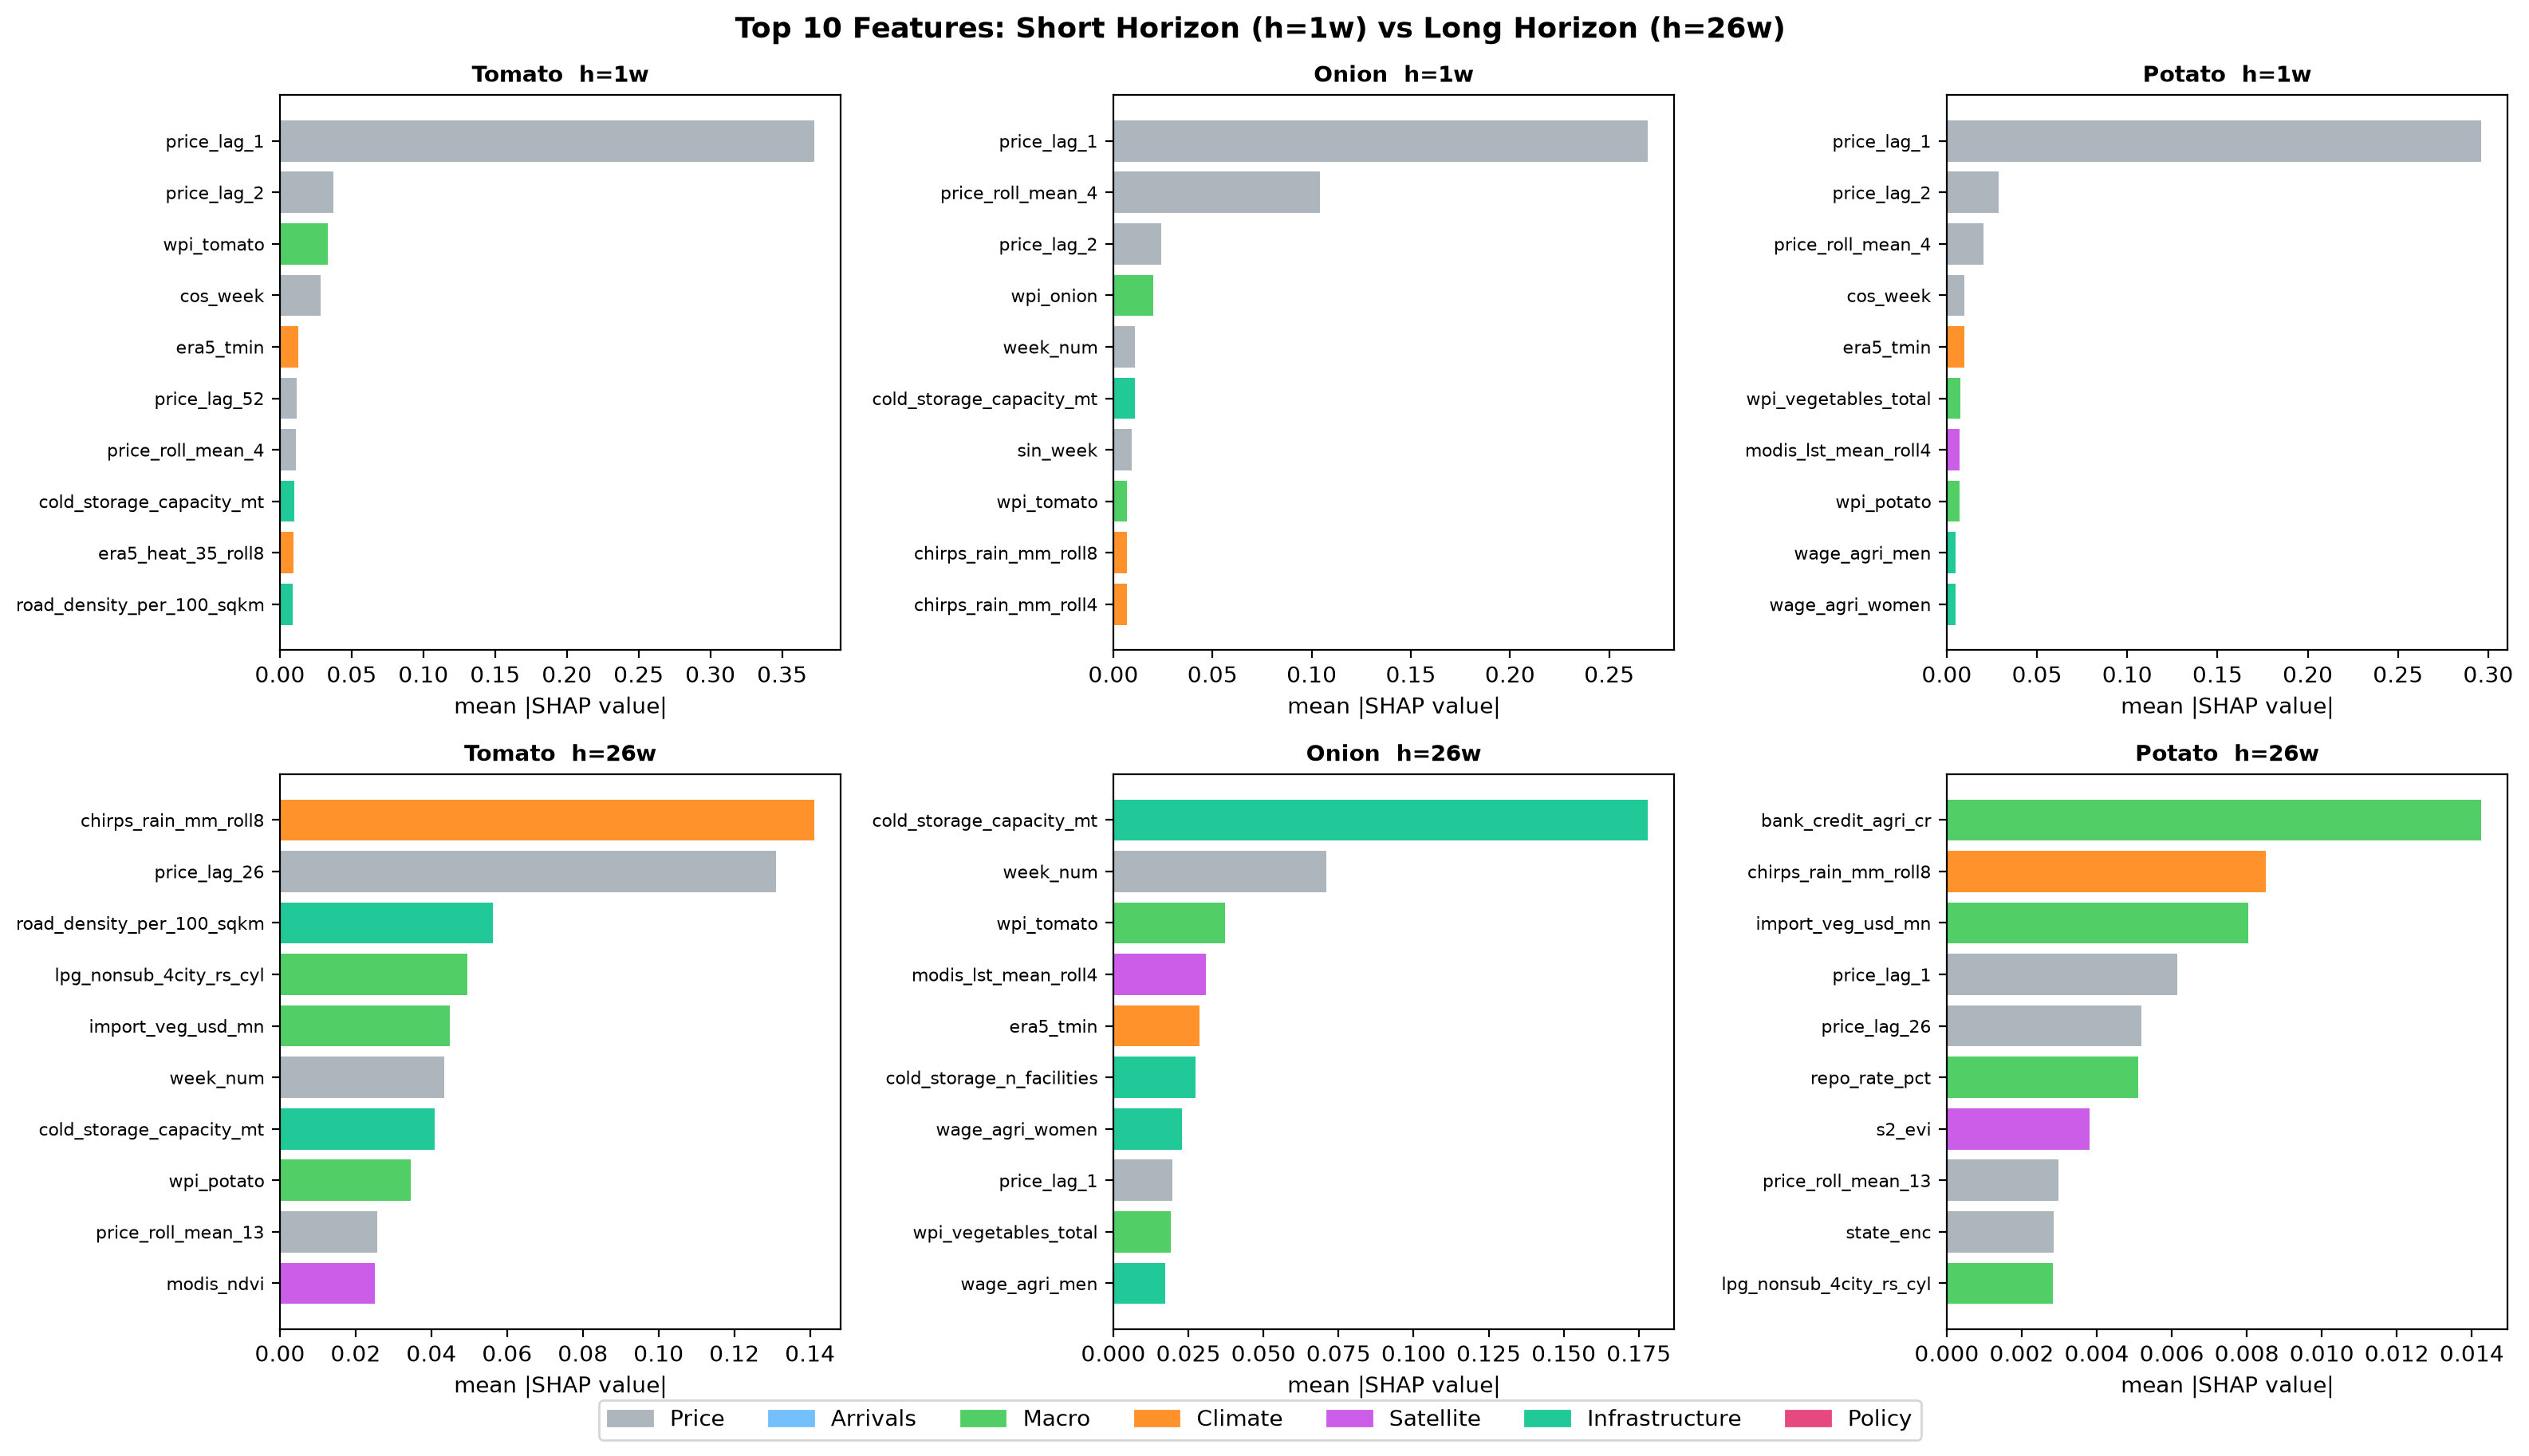 Top 10 Features: Short Horizon (h=1w) vs Long Horizon (h=26w)
Tomato  h=1w
price_lag_1
price_lag_2
wpi_tomato
cos_week
era5_tmin
price_lag_52
price_roll_mean_4
cold_storage_capacity_mt
era5_heat_35_roll8
road_density_per_100_sqkm
0.00 0.05 0.10 0.15 0.20 0.25 0.30 0.35
mean |SHAP value|
Onion  h=1w
price_lag_1
price_roll_mean_4
price_lag_2
wpi_onion
week_num
cold_storage_capacity_mt
sin_week
wpi_tomato
chirps_rain_mm_roll8
chirps_rain_mm_roll4
0.00 0.05 0.10 0.15 0.20 0.25
mean |SHAP value|
Potato  h=1w
price_lag_1
price_lag_2
price_roll_mean_4
cos_week
era5_tmin
wpi_vegetables_total
modis_lst_mean_roll4
wpi_potato
wage_agri_men
wage_agri_women
0.00 0.05 0.10 0.15 0.20 0.25 0.30
mean |SHAP value|
Tomato  h=26w
chirps_rain_mm_roll8
price_lag_26
road_density_per_100_sqkm
lpg_nonsub_4city_rs_cyl
import_veg_usd_mn
week_num
cold_storage_capacity_mt
wpi_potato
price_roll_mean_13
modis_ndvi
0.00 0.02 0.04 0.06 0.08 0.10 0.12 0.14
mean |SHAP value|
Onion  h=26w
cold_storage_capacity_mt
week_num
wpi_tomato
modis_lst_mean_roll4
era5_tmin
cold_storage_n_facilities
wage_agri_women
price_lag_1
wpi_vegetables_total
wage_agri_men
0.000 0.025 0.050 0.075 0.100 0.125 0.150 0.175
mean |SHAP value|
Potato  h=26w
bank_credit_agri_cr
chirps_rain_mm_roll8
import_veg_usd_mn
price_lag_1
price_lag_26
repo_rate_pct
s2_evi
price_roll_mean_13
state_enc
lpg_nonsub_4city_rs_cyl
0.000 0.002 0.004 0.006 0.008 0.010 0.012 0.014
mean |SHAP value|
Price Arrivals Macro Climate Satellite Infrastructure Policy